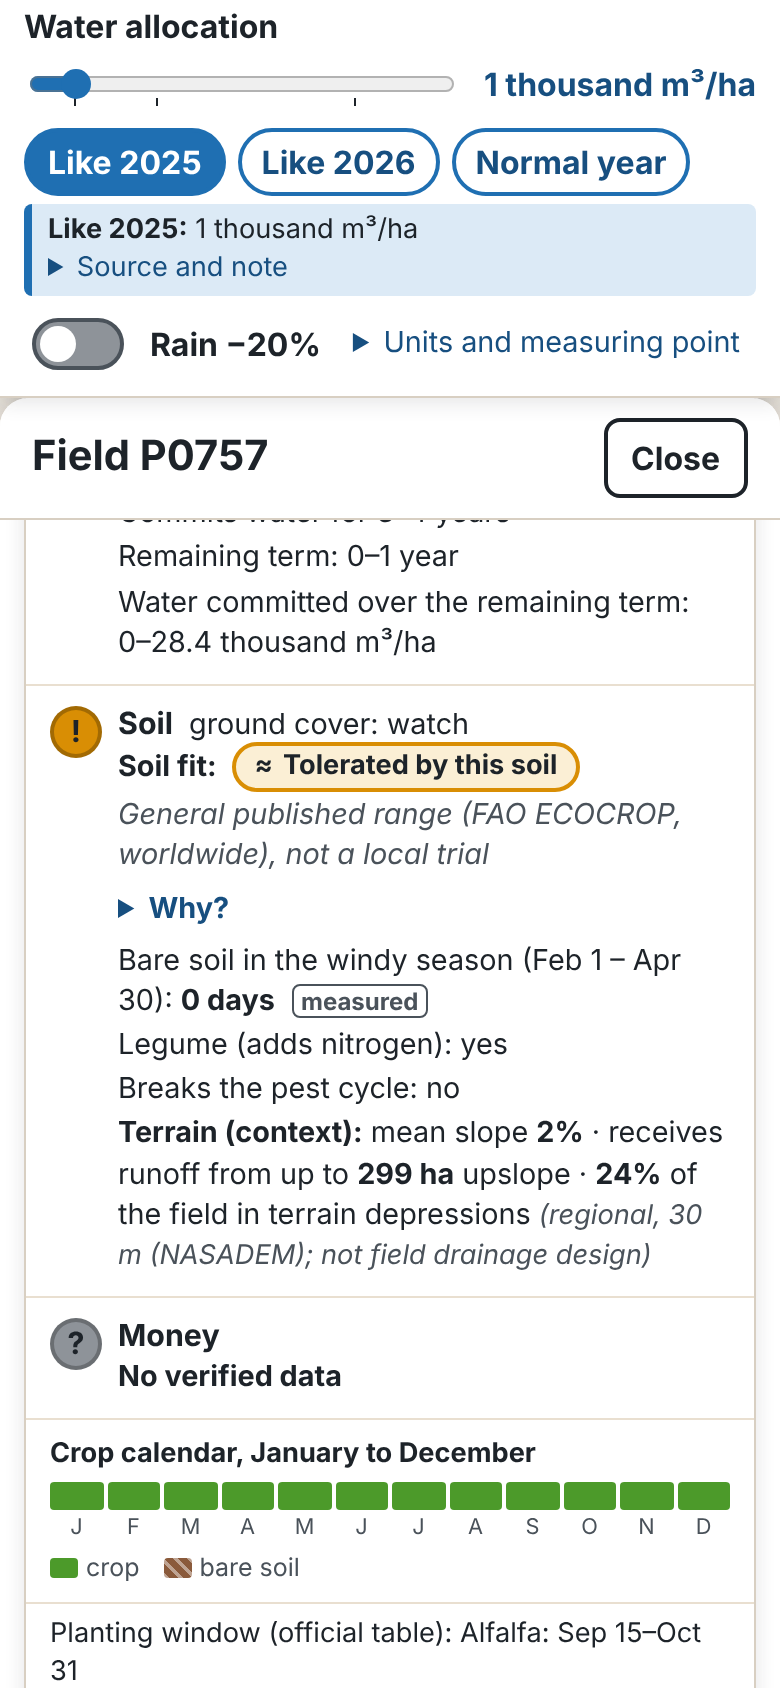 Water allocation
1 thousand m³/ha
Like 2025
Like 2026
Normal year
Like 2025: 1 thousand m³/ha
▶ Source and note
Rain −20%
▶ Units and measuring point
Field P0757
Close
Remaining term: 0–1 year
Water committed over the remaining term:
0–28.4 thousand m³/ha
! Soil ground cover: watch
Soil fit: ≈ Tolerated by this soil
General published range (FAO ECOCROP,
worldwide), not a local trial
▶ Why?
Bare soil in the windy season (Feb 1 – Apr
30): 0 days measured
Legume (adds nitrogen): yes
Breaks the pest cycle: no
Terrain (context): mean slope 2% · receives
runoff from up to 299 ha upslope · 24% of
the field in terrain depressions (regional, 30
m (NASADEM); not field drainage design)
? Money
No verified data
Crop calendar, January to December
J F M A M J J A S O N D
crop bare soil
Planting window (official table): Alfalfa: Sep 15–Oct
31